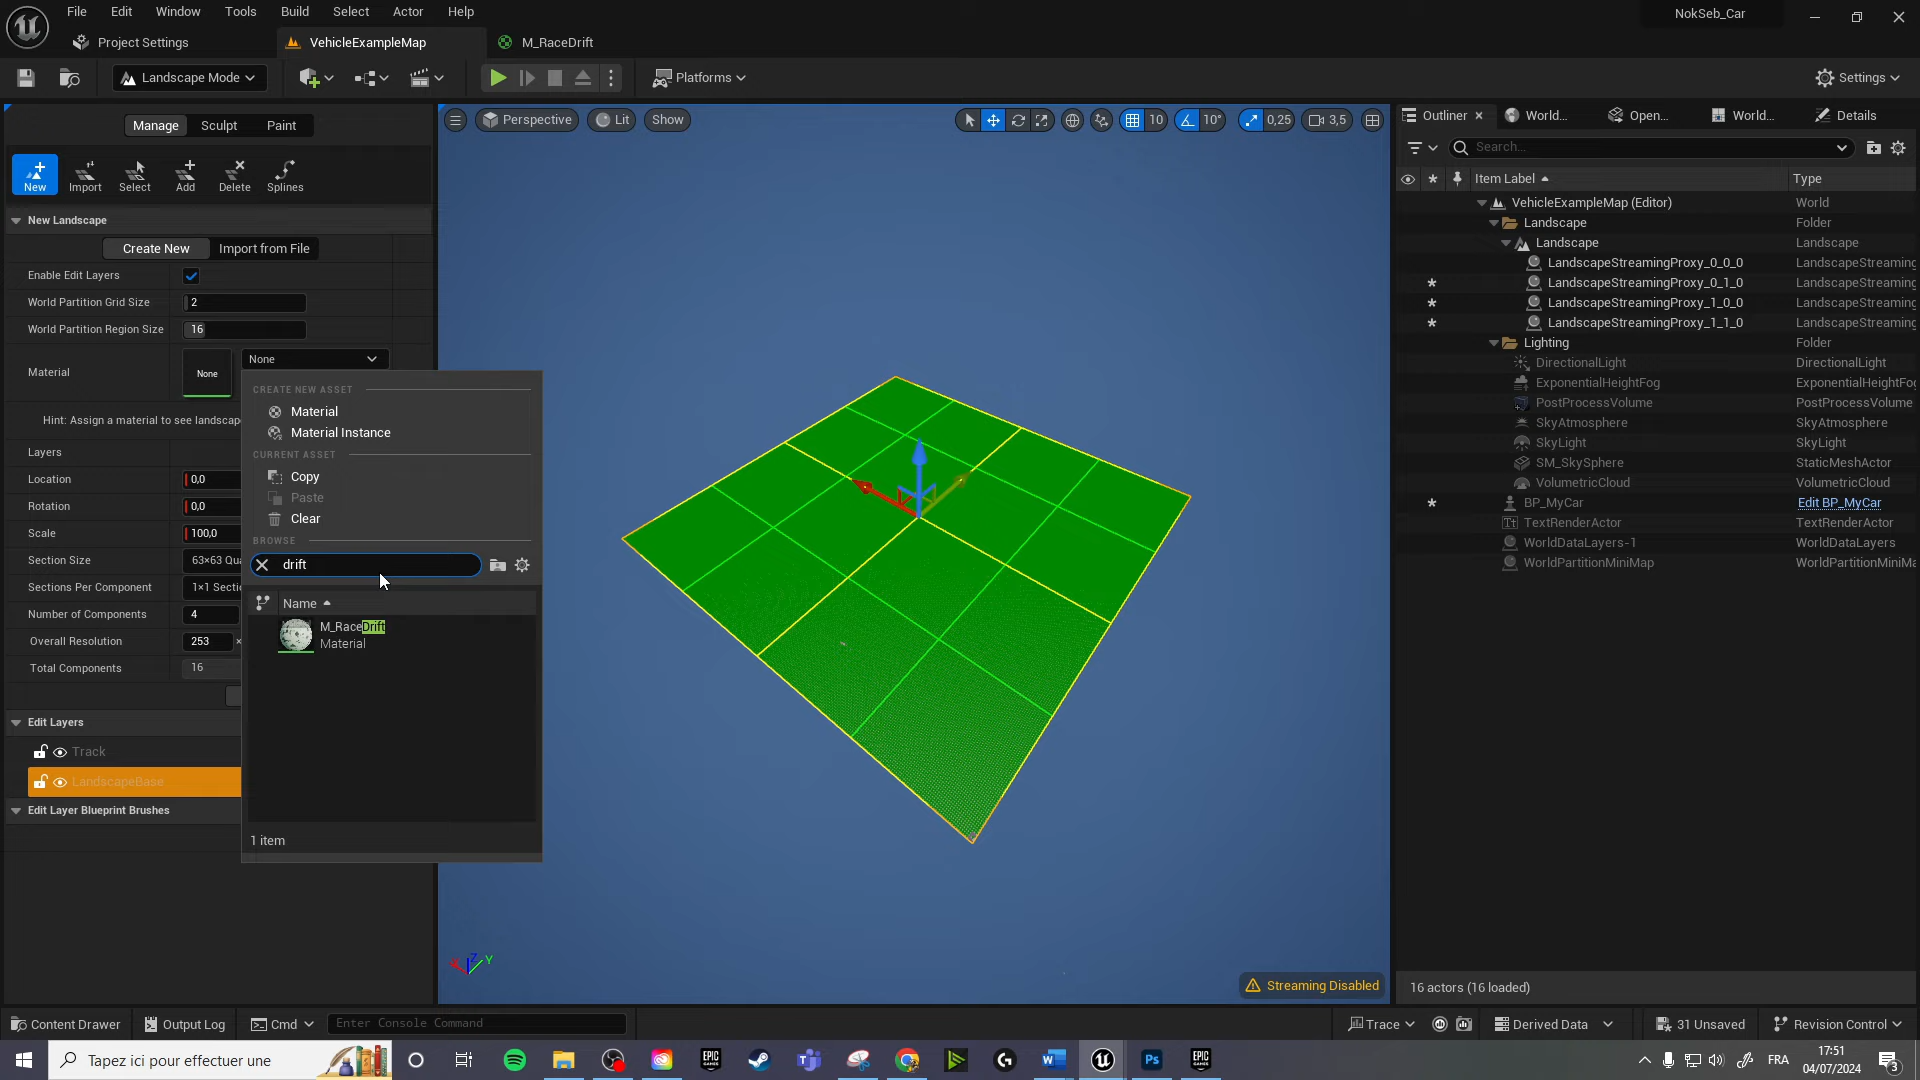 File Edit Window Tools Build Select Actor Help
NokSeb_Car
Project Settings
VehicleExampleMap
M_RaceDrift
Landscape Mode
Platforms
Settings
Manage Sculpt Paint
New Import Select Add Delete Splines
New Landscape
Create New Import from File
Enable Edit Layers
World Partition Grid Size 2
World Partition Region Size 16
Material None None
Hint: Assign a material to see landscap
Layers
Location 0,0
Rotation 0,0
Scale 100,0
Section Size 63×63 Qua
Sections Per Component 1×1 Secti
Number of Components 4
Overall Resolution 253 ×
Total Components 16
Edit Layers
Track
LandscapeBase
Edit Layer Blueprint Brushes
CREATE NEW ASSET
Material
Material Instance
CURRENT ASSET
Copy
Paste
Clear
BROWSE
drift
Name
M_RaceDrift
Material
1 item
Perspective Lit Show
10 10° 0,25 3,5
X Z Y
Streaming Disabled
Outliner World... Open... World... Details
Search...
Item Label Type
VehicleExampleMap (Editor) World
Landscape Folder
Landscape Landscape
LandscapeStreamingProxy_0_0_0 LandscapeStreaming
LandscapeStreamingProxy_0_1_0 LandscapeStreaming
LandscapeStreamingProxy_1_0_0 LandscapeStreaming
LandscapeStreamingProxy_1_1_0 LandscapeStreaming
Lighting Folder
DirectionalLight DirectionalLight
ExponentialHeightFog ExponentialHeightFo
PostProcessVolume PostProcessVolume
SkyAtmosphere SkyAtmosphere
SkyLight SkyLight
SM_SkySphere StaticMeshActor
VolumetricCloud VolumetricCloud
BP_MyCar Edit BP_MyCar
TextRenderActor TextRenderActor
WorldDataLayers-1 WorldDataLayers
WorldPartitionMiniMap WorldPartitionMiniMa
16 actors (16 loaded)
Content Drawer Output Log Cmd Enter Console Command
Trace Derived Data 31 Unsaved Revision Control
Tapez ici pour effectuer une
FRA
17:51
04/07/2024
3